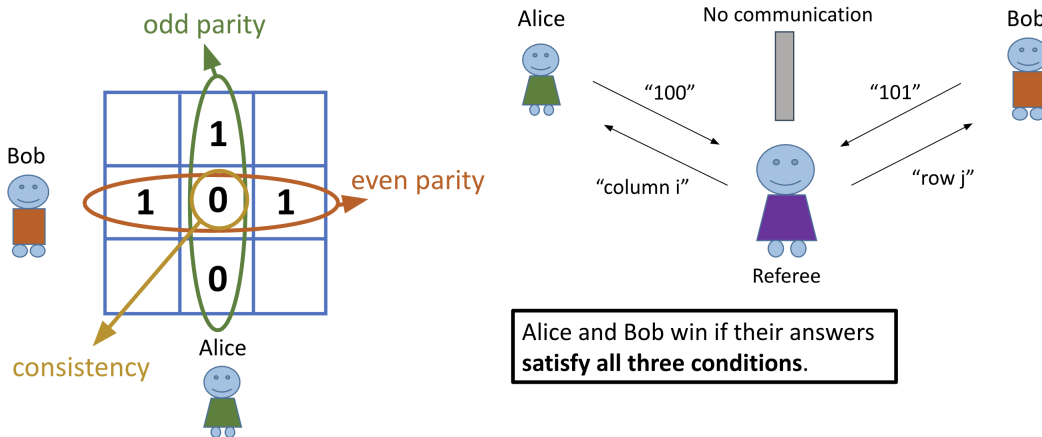 odd parity
Bob
1
1 0 1
even parity
0
consistency
Alice
No communication
Alice
Bob
“100”
“101”
“column i”
“row j”
Referee
Alice and Bob win if their answers
satisfy all three conditions.